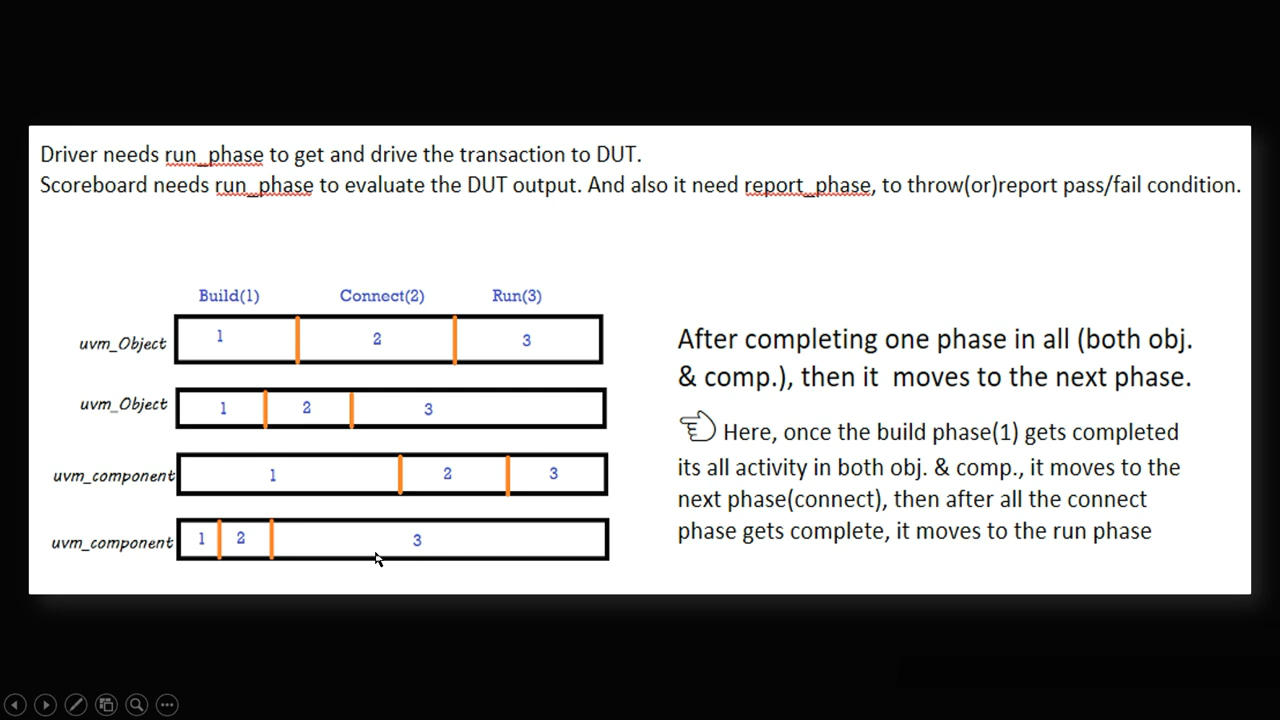 Driver needs run_phase to get and drive the transaction to DUT.
Scoreboard needs run_phase to evaluate the DUT output. And also it need report_phase, to throw(or)report pass/fail condition.
Build(1) Connect(2) Run(3)
uvm_Object 1 2 3
uvm_Object 1 2 3
uvm_component 1 2 3
uvm_component 1 2 3
After completing one phase in all (both obj.
& comp.), then it moves to the next phase.
Here, once the build phase(1) gets completed
its all activity in both obj. & comp., it moves to the
next phase(connect), then after all the connect
phase gets complete, it moves to the run phase